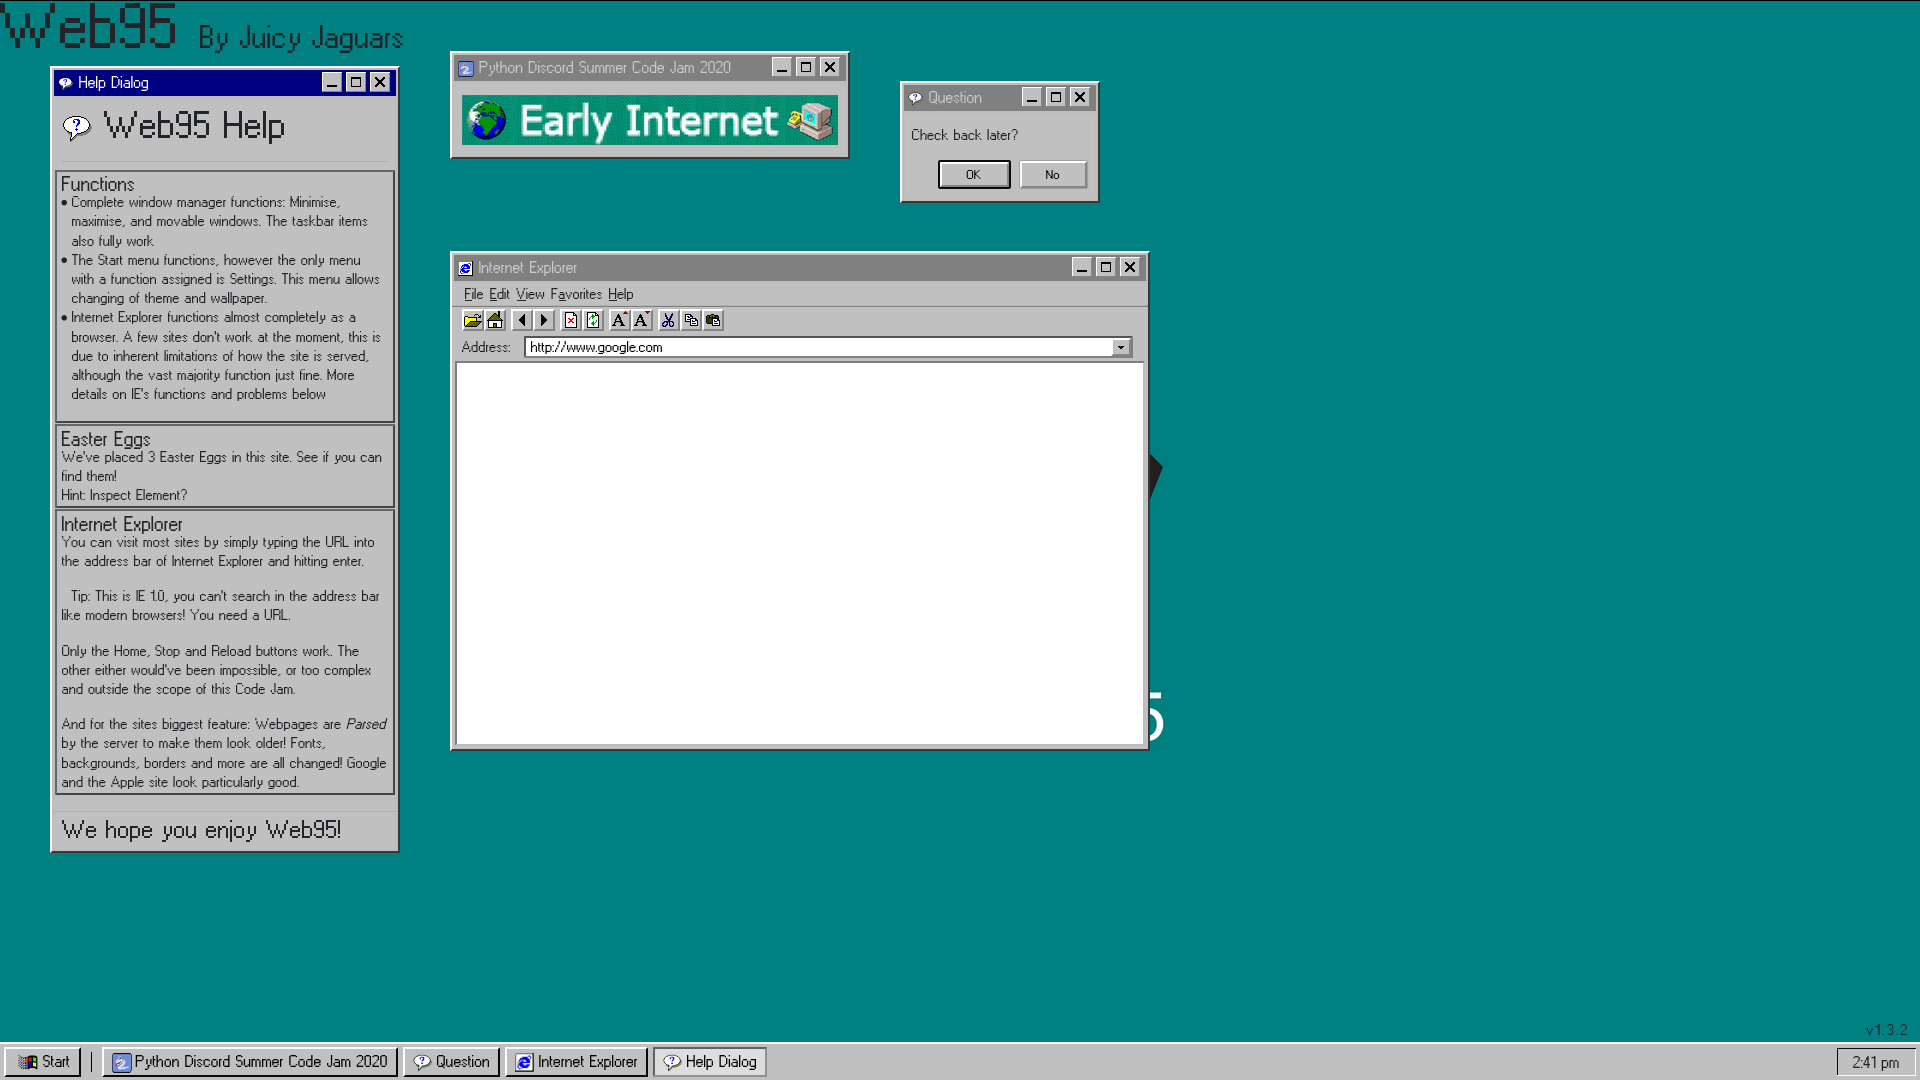 Web95 By Juicy Jaguars
Help Dialog
Web95 Help
Functions
• Complete window manager functions: Minimise,
maximise, and movable windows. The taskbar items
also fully work
• The Start menu functions, however the only menu
with a function assigned is Settings. This menu allows
changing of theme and wallpaper.
• Internet Explorer functions almost completely as a
browser. A few sites don't work at the moment, this is
due to inherent limitations of how the site is served,
although the vast majority function just fine. More
details on IE's functions and problems below
Easter Eggs
We've placed 3 Easter Eggs in this site. See if you can
find them!
Hint: Inspect Element?
Internet Explorer
You can visit most sites by simply typing the URL into
the address bar of Internet Explorer and hitting enter.
Tip: This is IE 1.0, you can't search in the address bar
like modern browsers! You need a URL.
Only the Home, Stop and Reload buttons work. The
other either would've been impossible, or too complex
and outside the scope of this Code Jam.
And for the sites biggest feature: Webpages are Parsed
by the server to make them look older! Fonts,
backgrounds, borders and more are all changed! Google
and the Apple site look particularly good.
We hope you enjoy Web95!
Python Discord Summer Code Jam 2020
Early Internet
Question
Check back later?
OK No
Internet Explorer
File Edit View Favorites Help
Address: http://www.google.com
5
v1.3.2
Start Python Discord Summer Code Jam 2020 Question Internet Explorer Help Dialog 2:41 pm